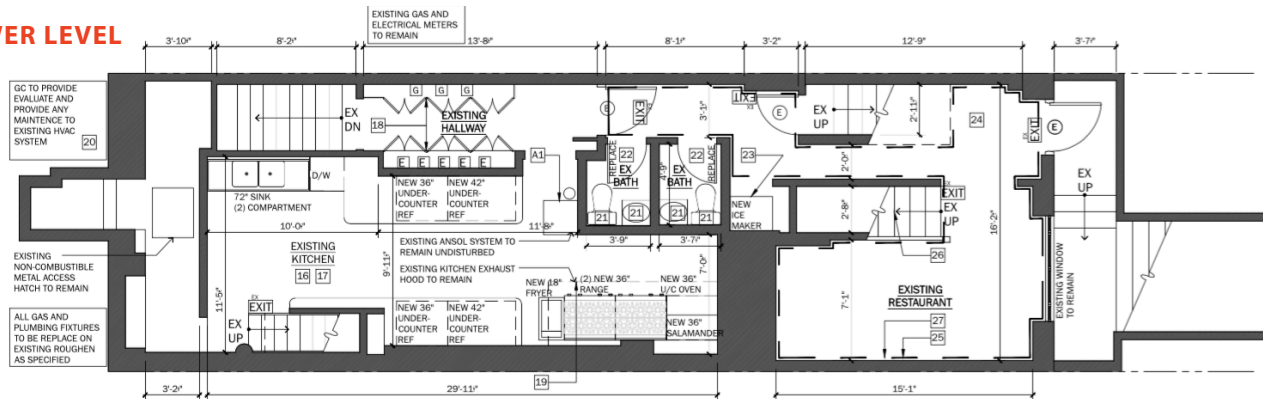 VER LEVEL
EXISTING GAS AND
ELECTRICAL METERS
TO REMAIN
8'-2"
13'-8"
8'-1"
3'-2"
12'-9"
3'-7"
GC TO PROVIDE
EVALUATE AND
PROVIDE ANY
MAINTENCE TO
EXISTING HVAC
SYSTEM
20
EX
DN
18
G G G
EXISTING
HALLWAY
E E E E E
E
EXIT
EX
3'-1"
EXIT
EX
E
EX
UP
2'-11"
24
EXIT
EX
E
A1
REPLACE
22
EX
BATH
21
21
4'-9"
22
REPLACE
EX
BATH
21
21
23
NEW
ICE
MAKER
2'-0"
2'-8"
EXIT
EX
EX
UP
26
16'-2"
EX
UP
D/W
72" SINK
(2) COMPARTMENT
NEW 36"
UNDER-
COUNTER
REF
NEW 42"
UNDER-
COUNTER
REF
10'-0"
11'-8"
3'-9"
3'-7"
EXISTING ANSOL SYSTEM TO
REMAIN UNDISTURBED
EXISTING KITCHEN EXHAUST
HOOD TO REMAIN
EXISTING
KITCHEN
16 17
9'-11"
11'-5"
7'-0"
EXISTING
NON-COMBUSTIBLE
METAL ACCESS
HATCH TO REMAIN
NEW 18"
FRYER
(2) NEW 36"
RANGE
NEW 36"
U/C OVEN
NEW 36"
SALAMANDER
EXISTING
RESTAURANT
7'-1"
27
25
EXISTING WINDOW
TO REMAIN
ALL GAS AND
PLUMBING FIXTURES
TO BE REPLACE ON
EXISTING ROUGHEN
AS SPECIFIED
EX
EXIT
EX
UP
NEW 36"
UNDER-
COUNTER
REF
NEW 42"
UNDER-
COUNTER
REF
19
3'-2"
29'-11"
15'-1"